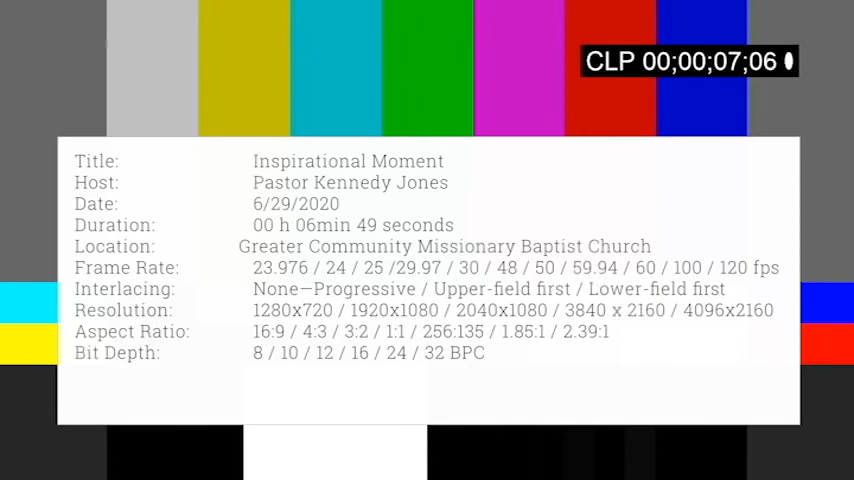 CLP 00;00;07;06
Title: Inspirational Moment
Host: Pastor Kennedy Jones
Date: 6/29/2020
Duration: 00 h 06min 49 seconds
Location: Greater Community Missionary Baptist Church
Frame Rate: 23.976 / 24 / 25 /29.97 / 30 / 48 / 50 / 59.94 / 60 / 100 / 120 fps
Interlacing: None—Progressive / Upper-field first / Lower-field first
Resolution: 1280x720 / 1920x1080 / 2040x1080 / 3840 x 2160 / 4096x2160
Aspect Ratio: 16:9 / 4:3 / 3:2 / 1:1 / 256:135 / 1.85:1 / 2.39:1
Bit Depth: 8 / 10 / 12 / 16 / 24 / 32 BPC